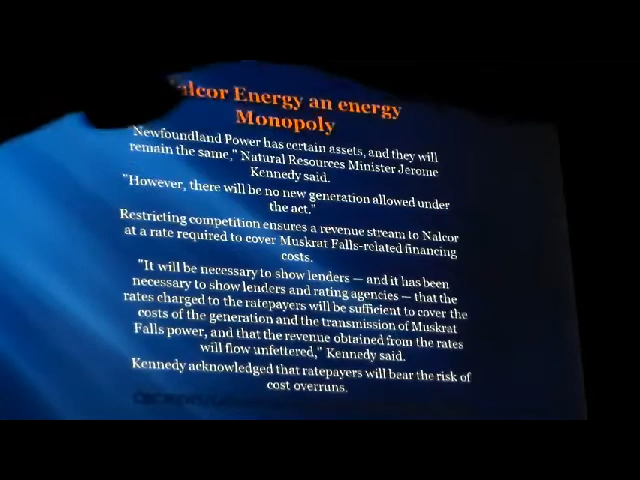 Nalcor Energy an energy
Monopoly
Newfoundland Power has certain assets, and they will
remain the same," Natural Resources Minister Jerome
Kennedy said.
"However, there will be no new generation allowed under
the act."
Restricting competition ensures a revenue stream to Nalcor
at a rate required to cover Muskrat Falls-related financing
costs.
"It will be necessary to show lenders — and it has been
necessary to show lenders and rating agencies — that the
rates charged to the ratepayers will be sufficient to cover the
costs of the generation and the transmission of Muskrat
Falls power, and that the revenue obtained from the rates
will flow unfettered," Kennedy said.
Kennedy acknowledged that ratepayers will bear the risk of
cost overruns.